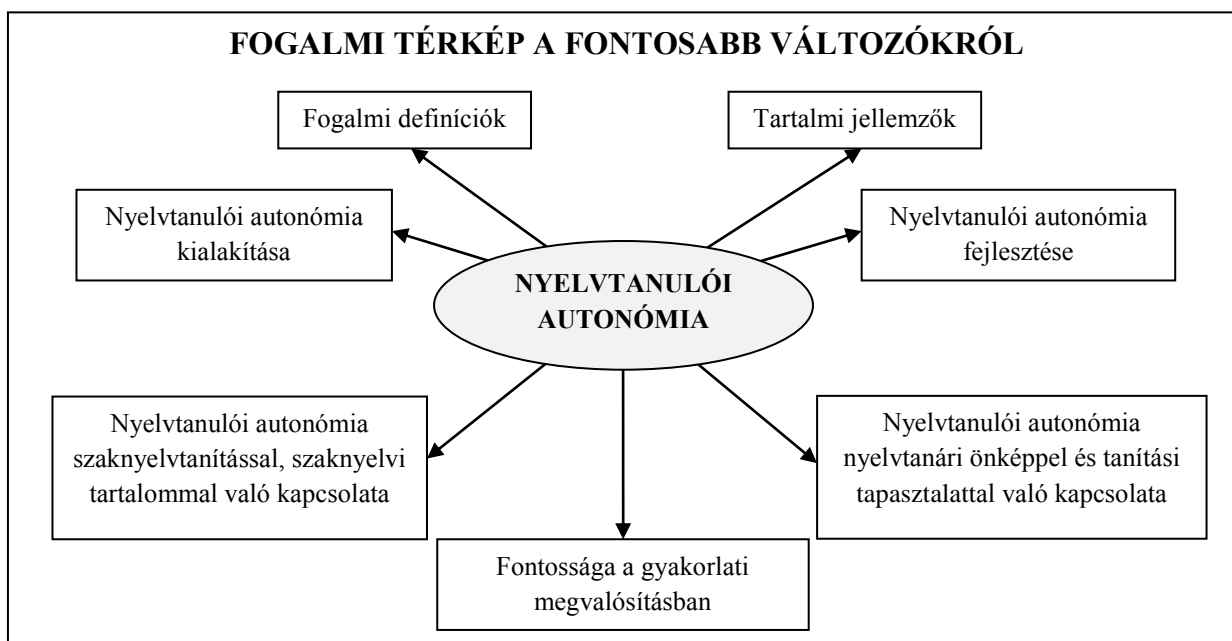 FOGALMI TÉRKÉP A FONTOSABB VÁLTOZÓKRÓL
Fogalmi definíciók
Tartalmi jellemzők
Nyelvtanulói autonómia
kialakítása
Nyelvtanulói autonómia
fejlesztése
NYELVTANULÓI
AUTONÓMIA
Nyelvtanulói autonómia
szaknyelvtanítással, szaknyelvi
tartalommal való kapcsolata
Nyelvtanulói autonómia
nyelvtanári önképpel és tanítási
tapasztalattal való kapcsolata
Fontossága a gyakorlati
megvalósításban